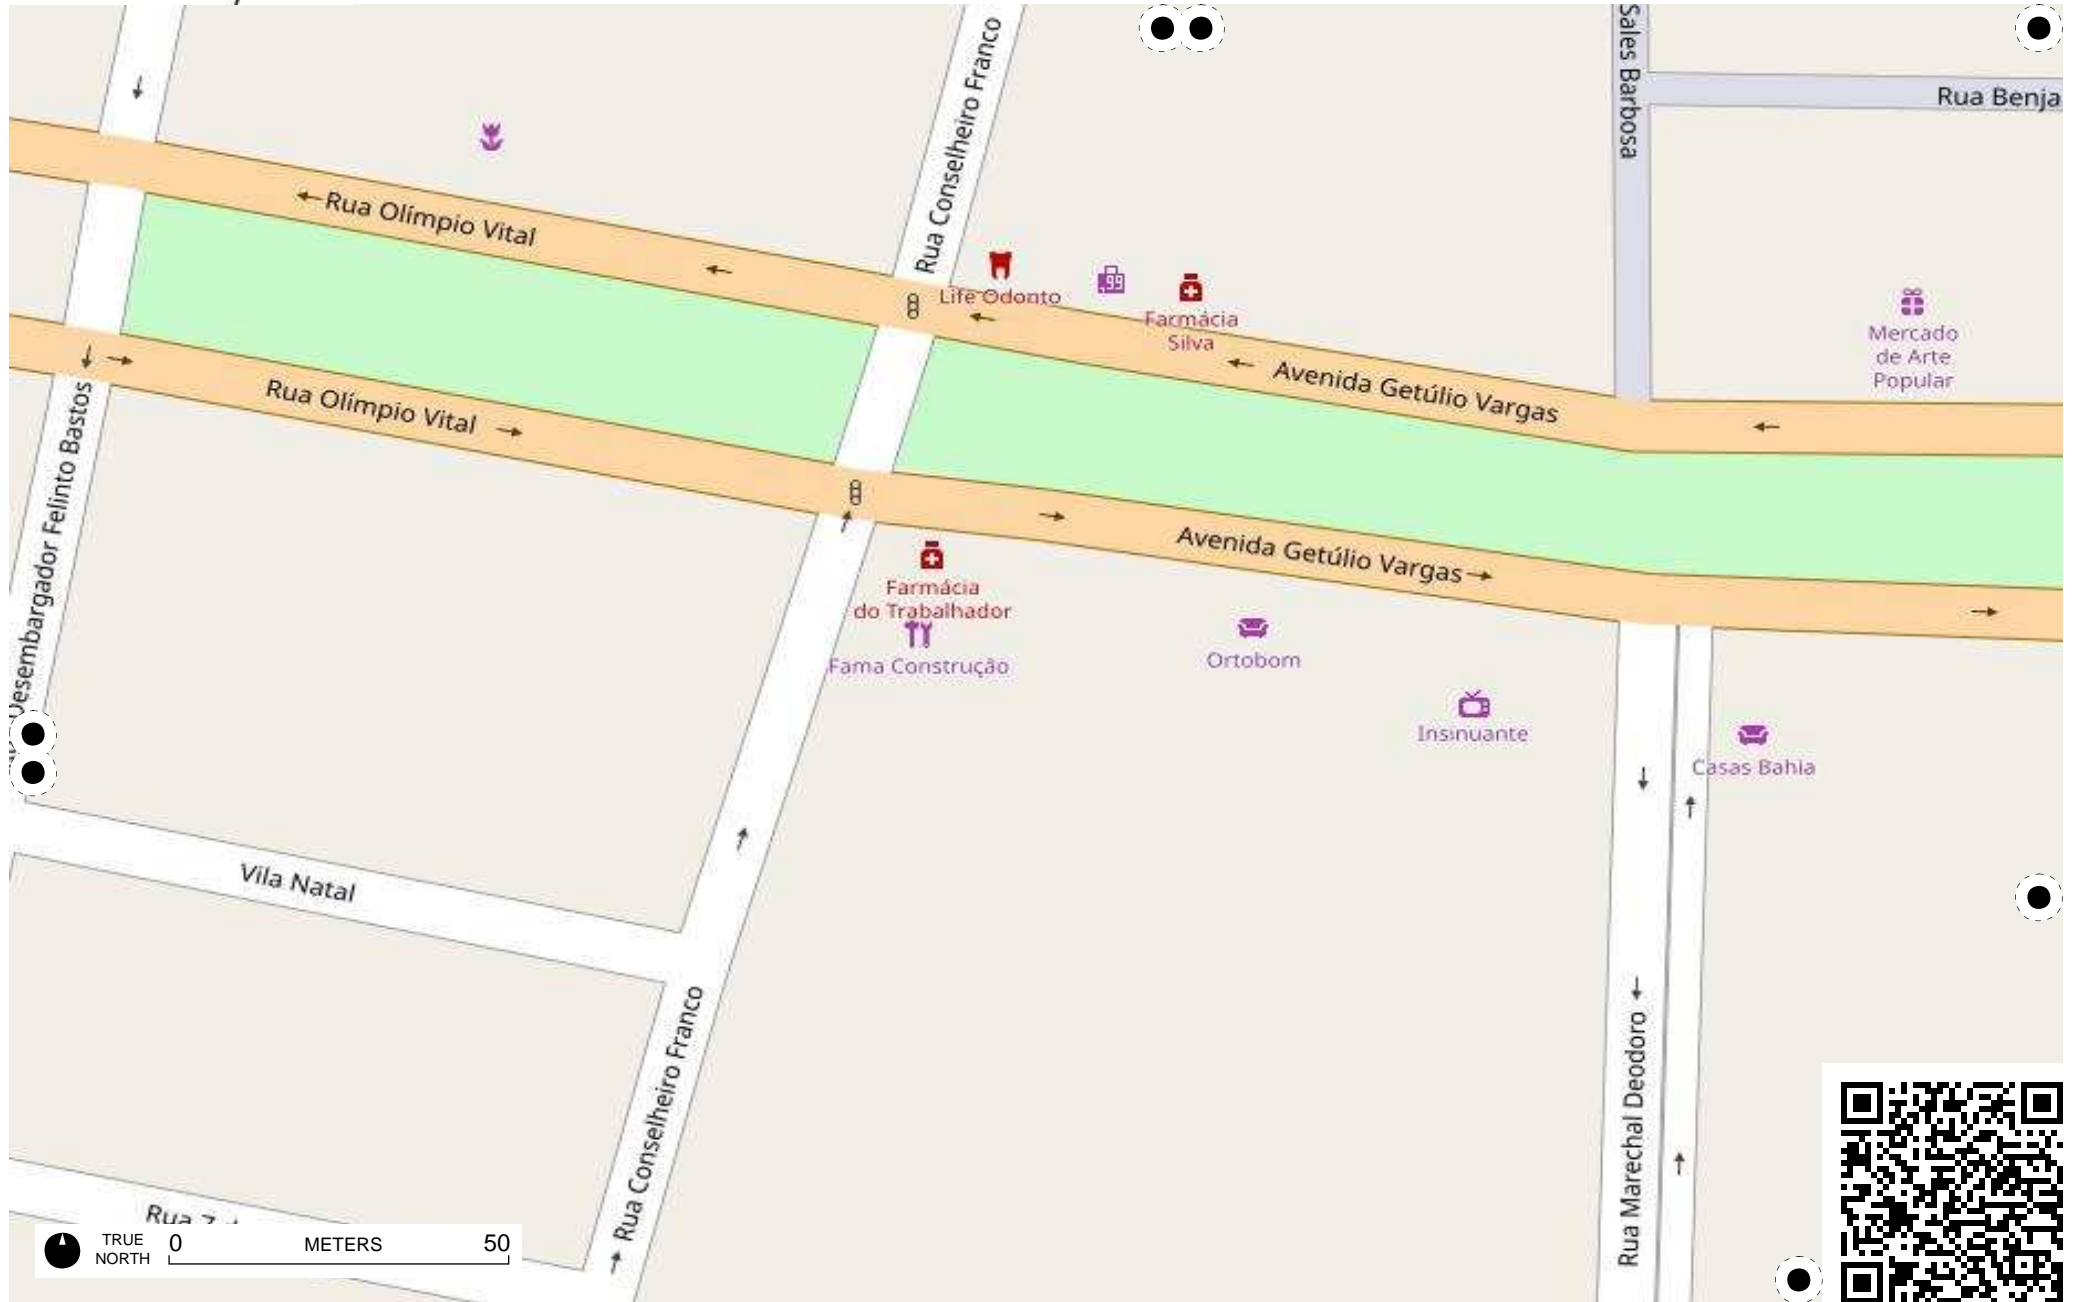 Sales Barbosa
Rua Benja
Rua Conselheiro Franco
Rua Olímpio Vital
Life Odonto
Farmácia
Silva
Mercado
de Arte
Popular
Avenida Getúlio Vargas
Rua Olímpio Vital
Desembargador Felinto Bastos
Avenida Getúlio Vargas
Farmácia
do Trabalhador
Fama Construção
Ortobom
Insinuante
Casas Bahia
Vila Natal
Rua Conselheiro Franco
Rua Marechal Deodoro
Rua 7
TRUE
NORTH
0 METERS 50